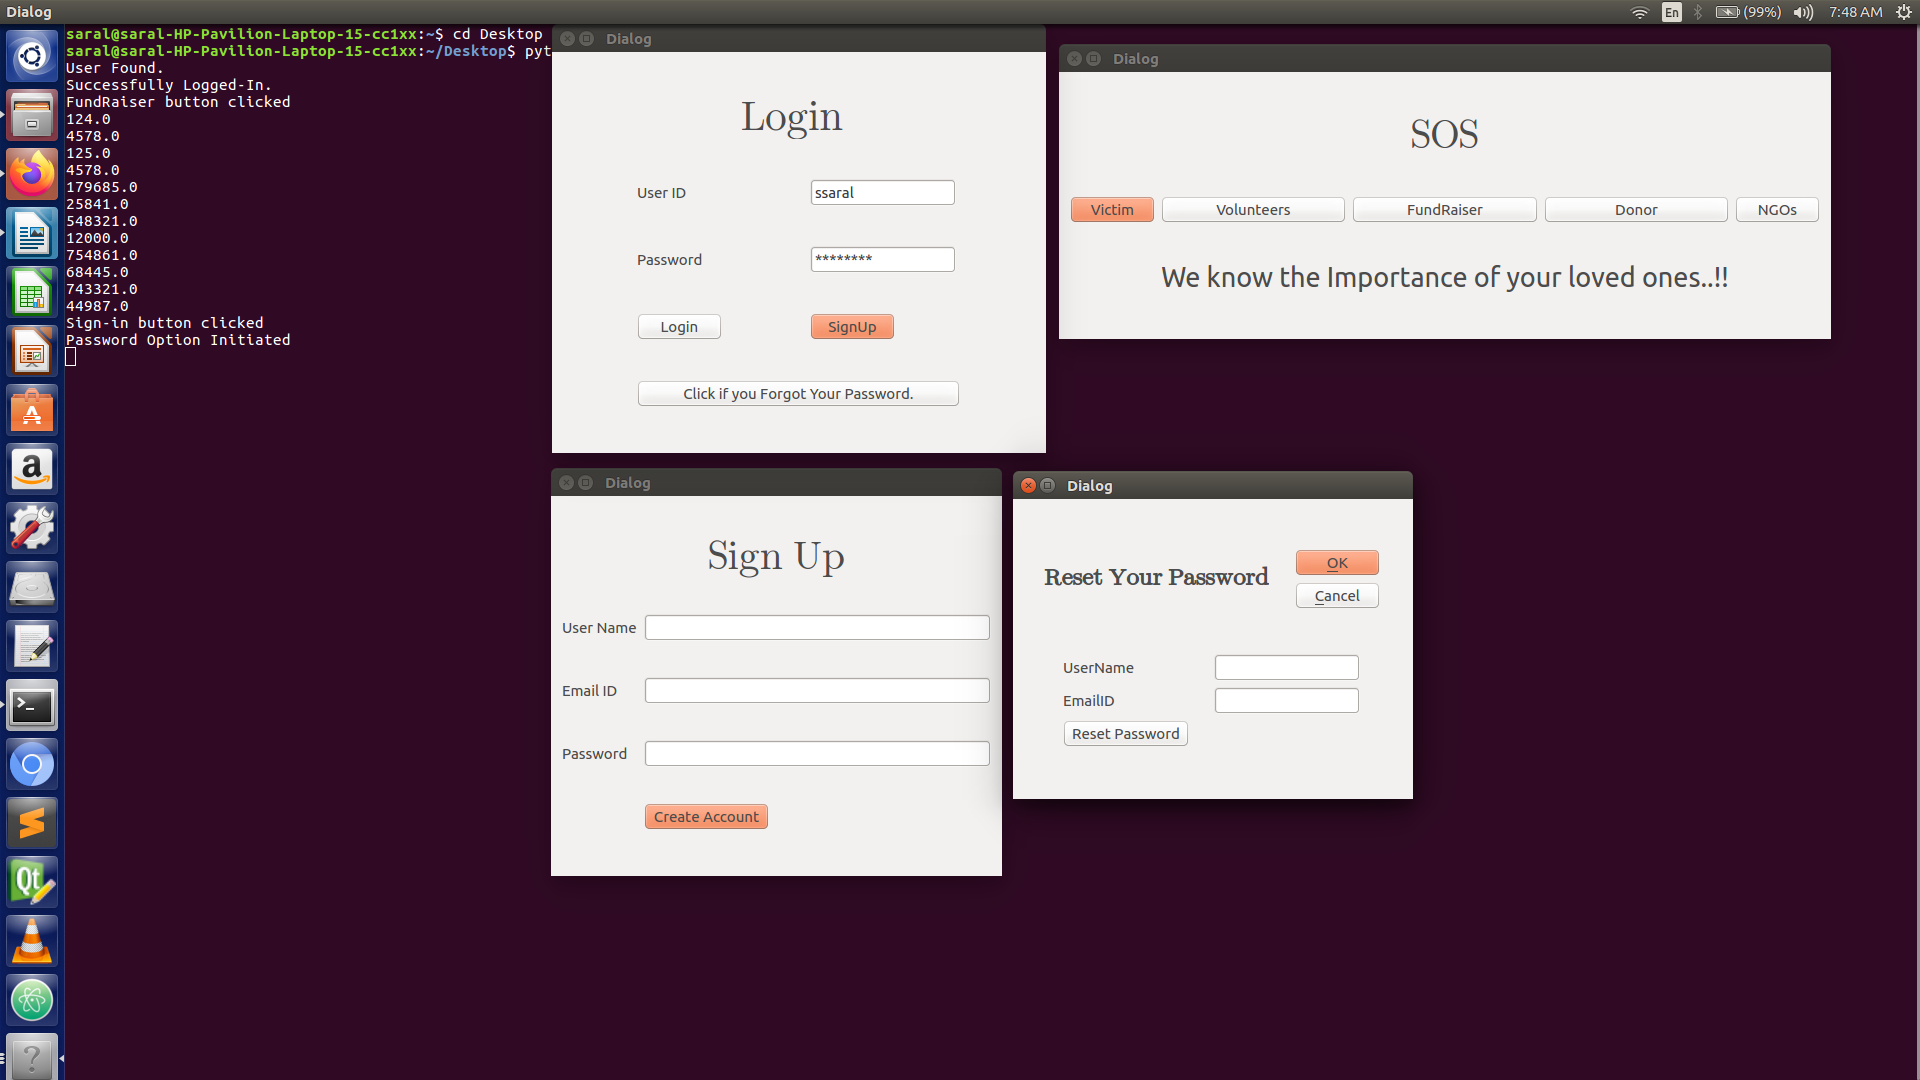 Dialog
En
(99%)
7:48 AM
saral@saral-HP-Pavilion-Laptop-15-cc1xx:~$ cd Desktop
saral@saral-HP-Pavilion-Laptop-15-cc1xx:~/Desktop$ pyt
User Found.
Successfully Logged-In.
FundRaiser button clicked
124.0
4578.0
125.0
4578.0
179685.0
25841.0
548321.0
12000.0
754861.0
68445.0
743321.0
44987.0
Sign-in button clicked
Password Option Initiated
Dialog
Login
User ID
ssaral
Password
********
Login
SignUp
Click if you Forgot Your Password.
Dialog
SOS
Victim
Volunteers
FundRaiser
Donor
NGOs
We know the Importance of your loved ones..!!
Dialog
Sign Up
User Name
Email ID
Password
Create Account
Dialog
Reset Your Password
OK
Cancel
UserName
EmailID
Reset Password